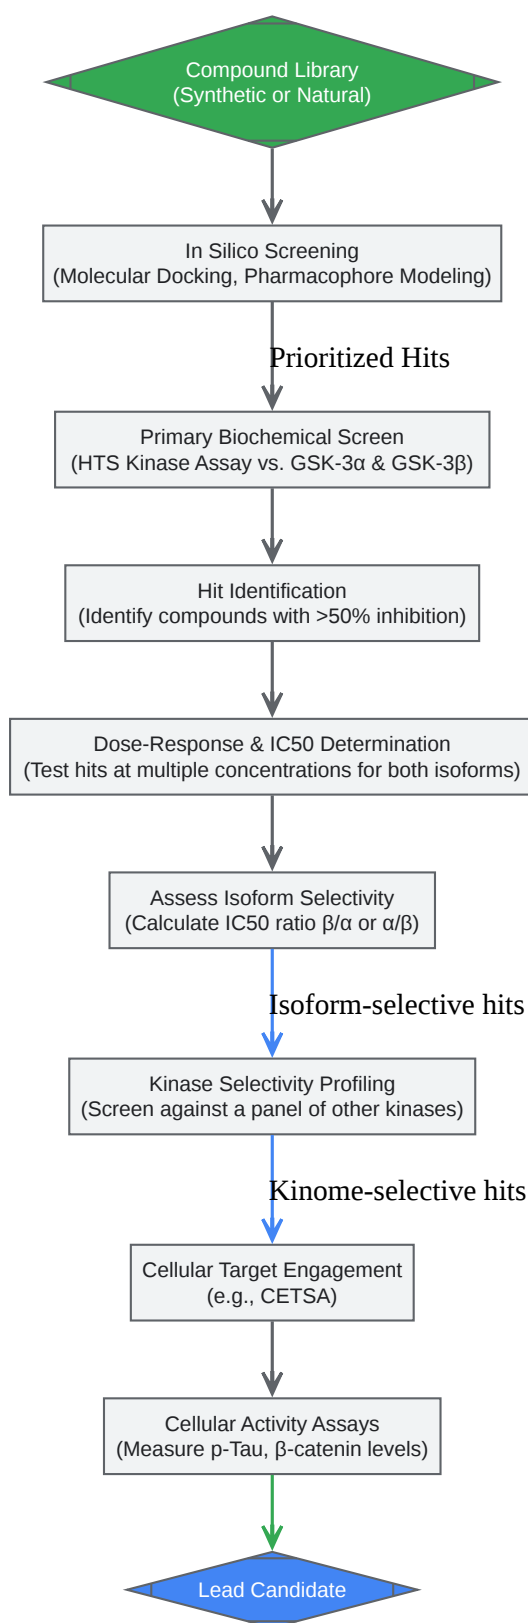 Compound Library
(Synthetic or Natural)
In Silico Screening
(Molecular Docking, Pharmacophore Modeling)
Prioritized Hits
Primary Biochemical Screen
(HTS Kinase Assay vs. GSK-3α & GSK-3β)
Hit Identification
(Identify compounds with >50% inhibition)
Dose-Response & IC50 Determination
(Test hits at multiple concentrations for both isoforms)
Assess Isoform Selectivity
(Calculate IC50 ratio β/α or α/β)
Isoform-selective hits
Kinase Selectivity Profiling
(Screen against a panel of other kinases)
Kinome-selective hits
Cellular Target Engagement
(e.g., CETSA)
Cellular Activity Assays
(Measure p-Tau, β-catenin levels)
Lead Candidate